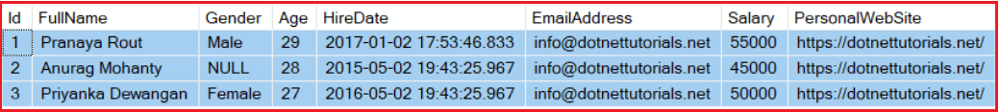 Id FullName Gender Age HireDate EmailAddress Salary PersonalWebSite
1 Pranaya Rout Male 29 2017-01-02 17:53:46.833 info@dotnettutorials.net 55000 https://dotnettutorials.net/
2 Anurag Mohanty NULL 28 2015-05-02 19:43:25.967 info@dotnettutorials.net 45000 https://dotnettutorials.net/
3 Priyanka Dewangan Female 27 2016-05-02 19:43:25.967 info@dotnettutorials.net 50000 https://dotnettutorials.net/